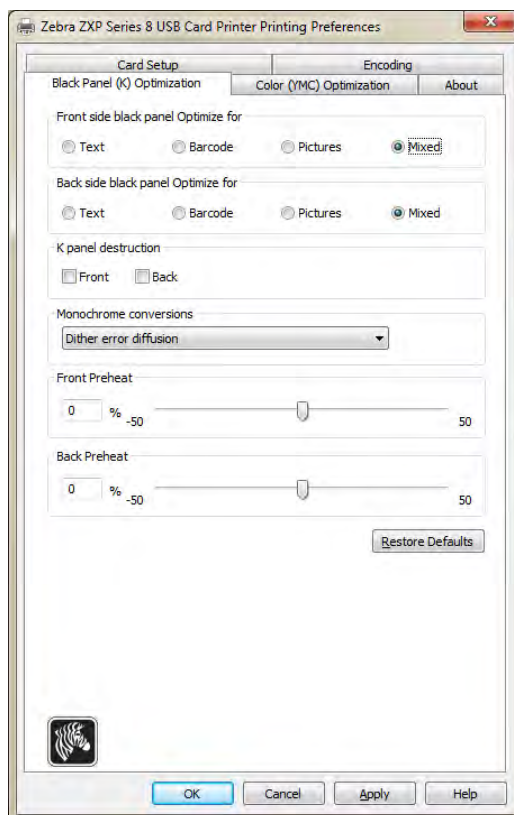 Zebra ZXP Series 8 USB Card Printer Printing Preferences
Card Setup Encoding
Black Panel (K) Optimization Color (YMC) Optimization About
Front side black panel Optimize for
Text Barcode Pictures Mixed
Back side black panel Optimize for
Text Barcode Pictures Mixed
K panel destruction
Front Back
Monochrome conversions
Dither error diffusion
Front Preheat
0 % -50 50
Back Preheat
0 % -50 50
Restore Defaults
OK Cancel Apply Help